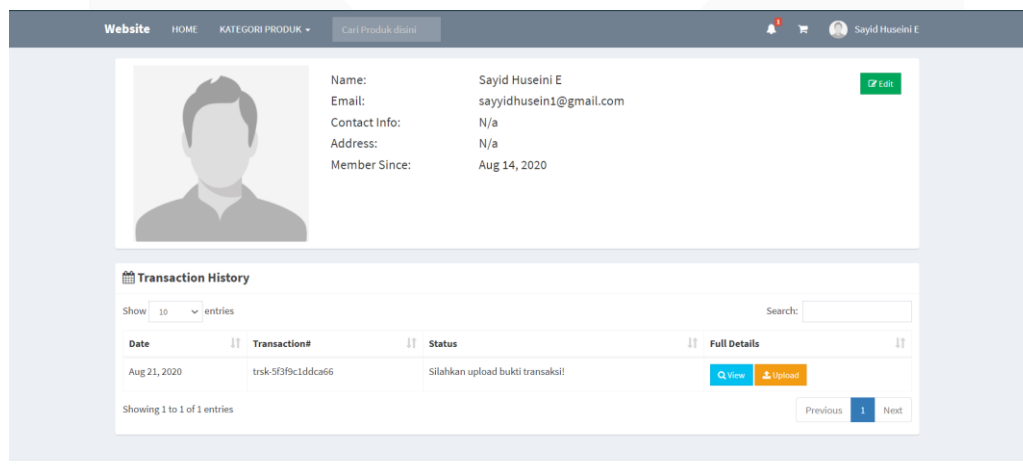 Website HOME KATEGORI PRODUK Cari Produk disini 1 Sayid Huseini E
Name: Sayid Huseini E Edit
Email: sayyidhusein1@gmail.com
Contact Info: N/a
Address: N/a
Member Since: Aug 14, 2020
Transaction History
Show 10 entries Search:
Date Transaction# Status Full Details
Aug 21, 2020 trsk-5f3f9c1ddca66 Silahkan upload bukti transaksi! View Upload
Showing 1 to 1 of 1 entries Previous 1 Next